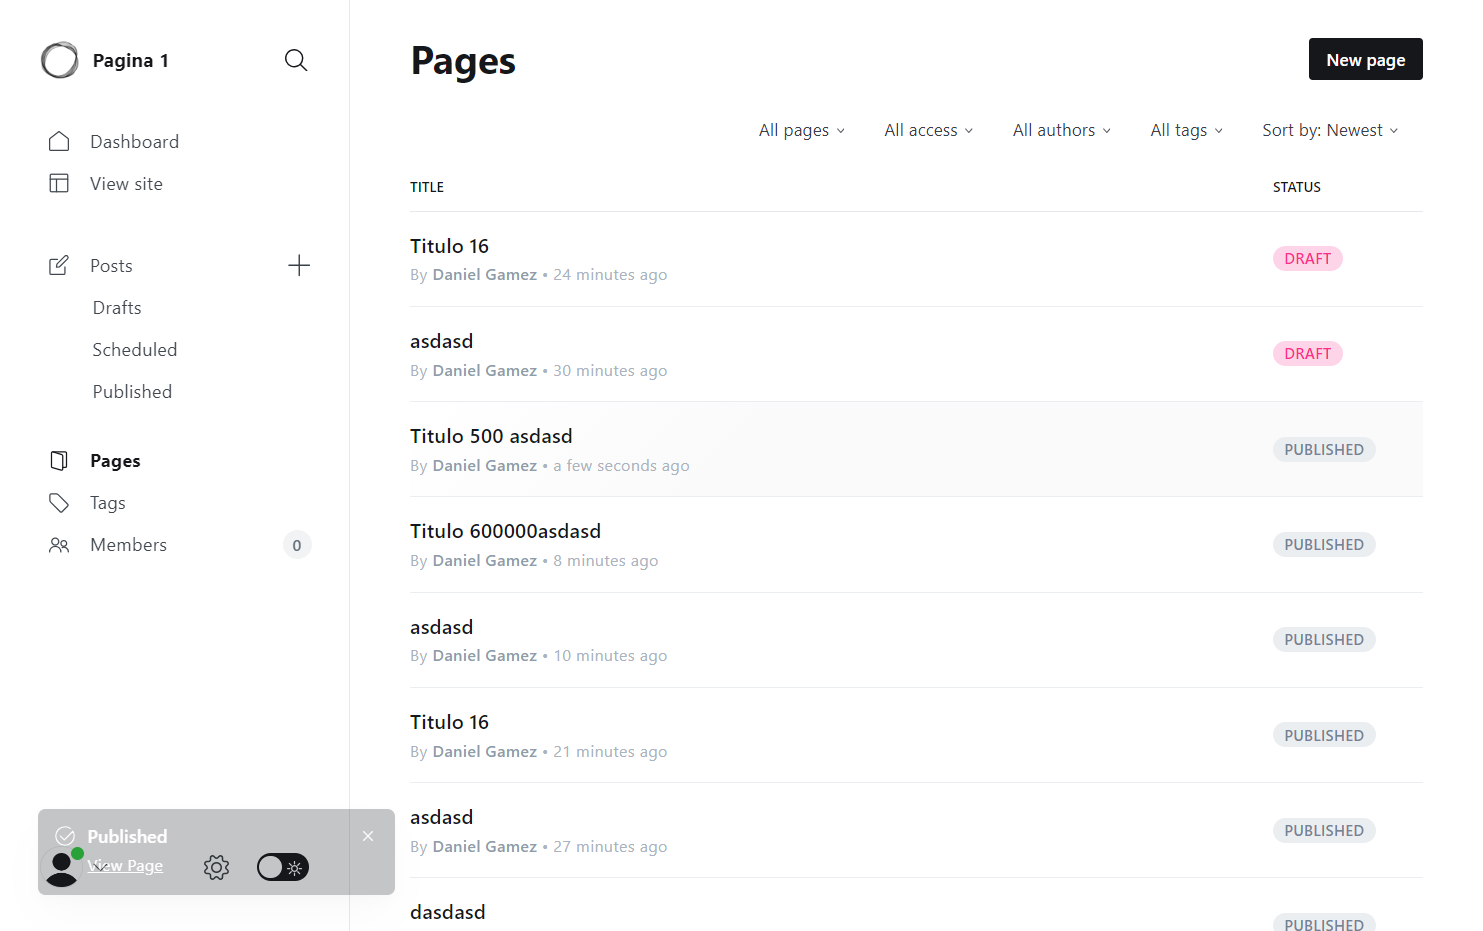 Pagina 1
Dashboard
View site
Posts
Drafts
Scheduled
Published
Pages
Tags
Members 0
Published
View Page
Pages
New page
All pages All access All authors All tags Sort by: Newest
TITLE STATUS
Titulo 16
By Daniel Gamez • 24 minutes ago
DRAFT
asdasd
By Daniel Gamez • 30 minutes ago
DRAFT
Titulo 500 asdasd
By Daniel Gamez • a few seconds ago
PUBLISHED
Titulo 600000asdasd
By Daniel Gamez • 8 minutes ago
PUBLISHED
asdasd
By Daniel Gamez • 10 minutes ago
PUBLISHED
Titulo 16
By Daniel Gamez • 21 minutes ago
PUBLISHED
asdasd
By Daniel Gamez • 27 minutes ago
PUBLISHED
dasdasd
PUBLISHED